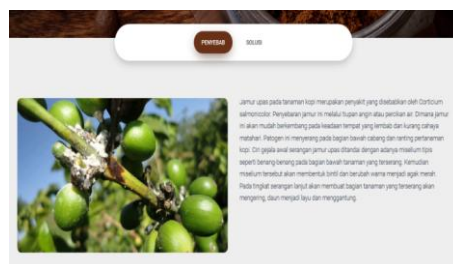 PENYEBAB
SOLUSI
Jamur upas pada tanaman kopi merupakan penyakit yang disebabkan oleh Corticium
salmonicolor. Penyebaran jamur ini melalui tiupan angin atau percikan air. Dimana jamur
ini akan mudah berkembang pada keadaan tempat yang lembab dan kurang cahaya
matahari. Patogen ini menyerang pada bagian bawah cabang dan ranting pertanaman
kopi. Ciri gejala awal serangan jamur upas ditandai dengan adanya miselium tipis
seperti benang-benang pada bagian bawah tanaman yang terserang. Kemudian
miselium tersebut akan membentuk bintil dan berubah warna menjadi agak merah.
Pada tingkat serangan lanjut akan membuat bagian tanaman yang terserang akan
mengering, daun menjadi layu dan menggantung.